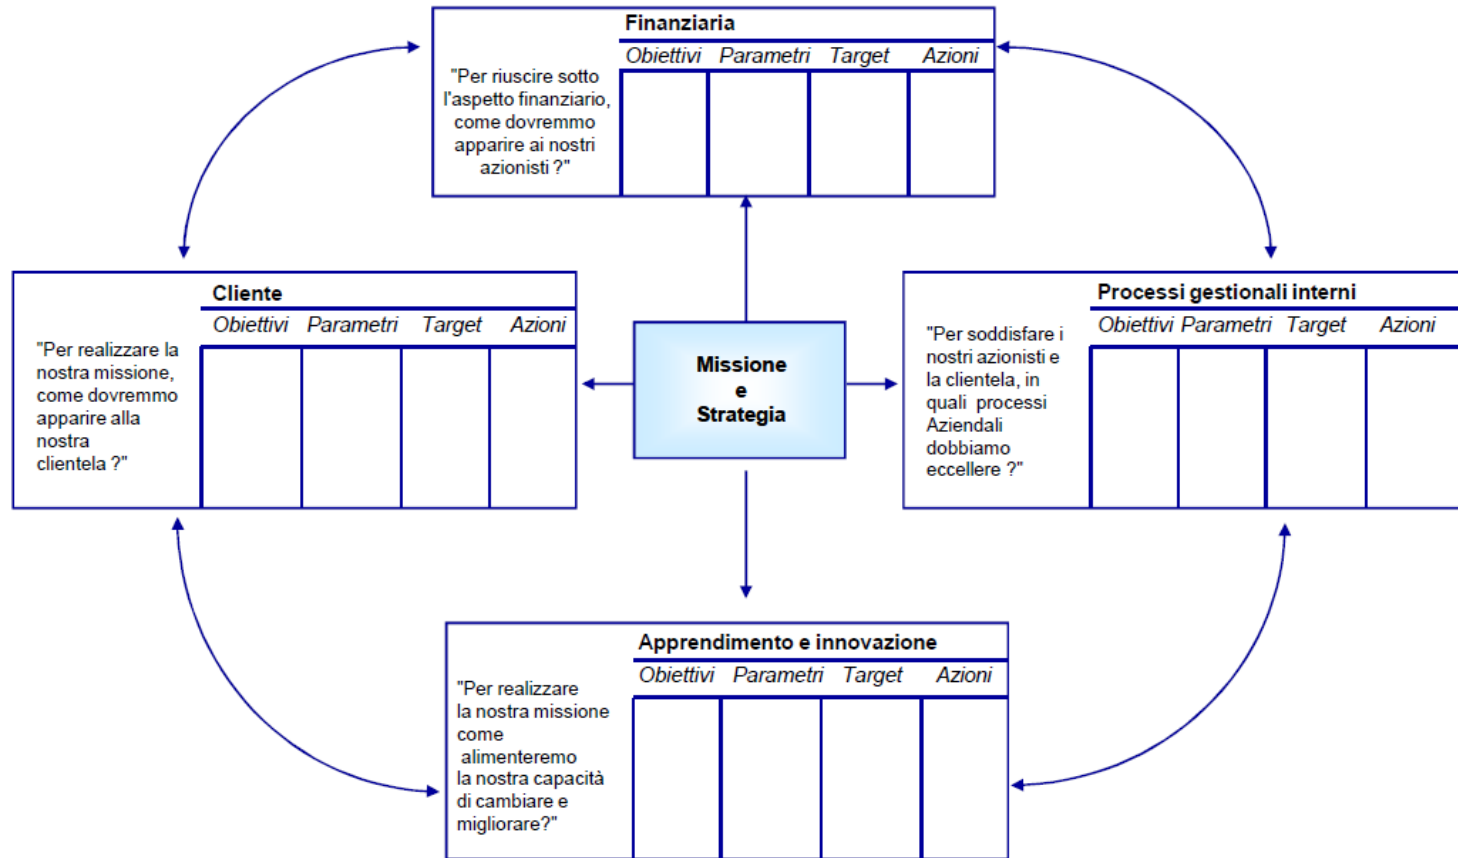 Finanziaria
Obiettivi Parametri Target Azioni
"Per riuscire sotto
l'aspetto finanziario,
come dovremmo
apparire ai nostri
azionisti ?"
Cliente
Obiettivi Parametri Target Azioni
"Per realizzare la
nostra missione,
come dovremmo
apparire alla
nostra
clientela ?"
Missione
e
Strategia
Processi gestionali interni
Obiettivi Parametri Target Azioni
"Per soddisfare i
nostri azionisti e
la clientela, in
quali processi
Aziendali
dobbiamo
eccellere ?"
Apprendimento e innovazione
Obiettivi Parametri Target Azioni
"Per realizzare
la nostra missione
come
alimenteremo
la nostra capacità
di cambiare e
migliorare?"